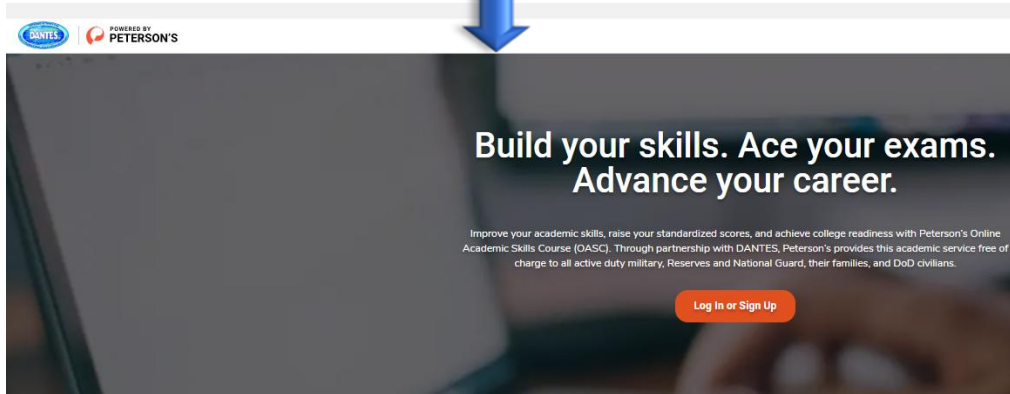 DANTES
POWERED BY
PETERSON'S
Build your skills. Ace your exams.
Advance your career.
Improve your academic skills, raise your standardized scores, and achieve college readiness with Peterson's Online
Academic Skills Course (OASC). Through partnership with DANTES, Peterson's provides this academic service free of
charge to all active duty military, Reserves and National Guard, their families, and DoD civilians.
Log In or Sign Up